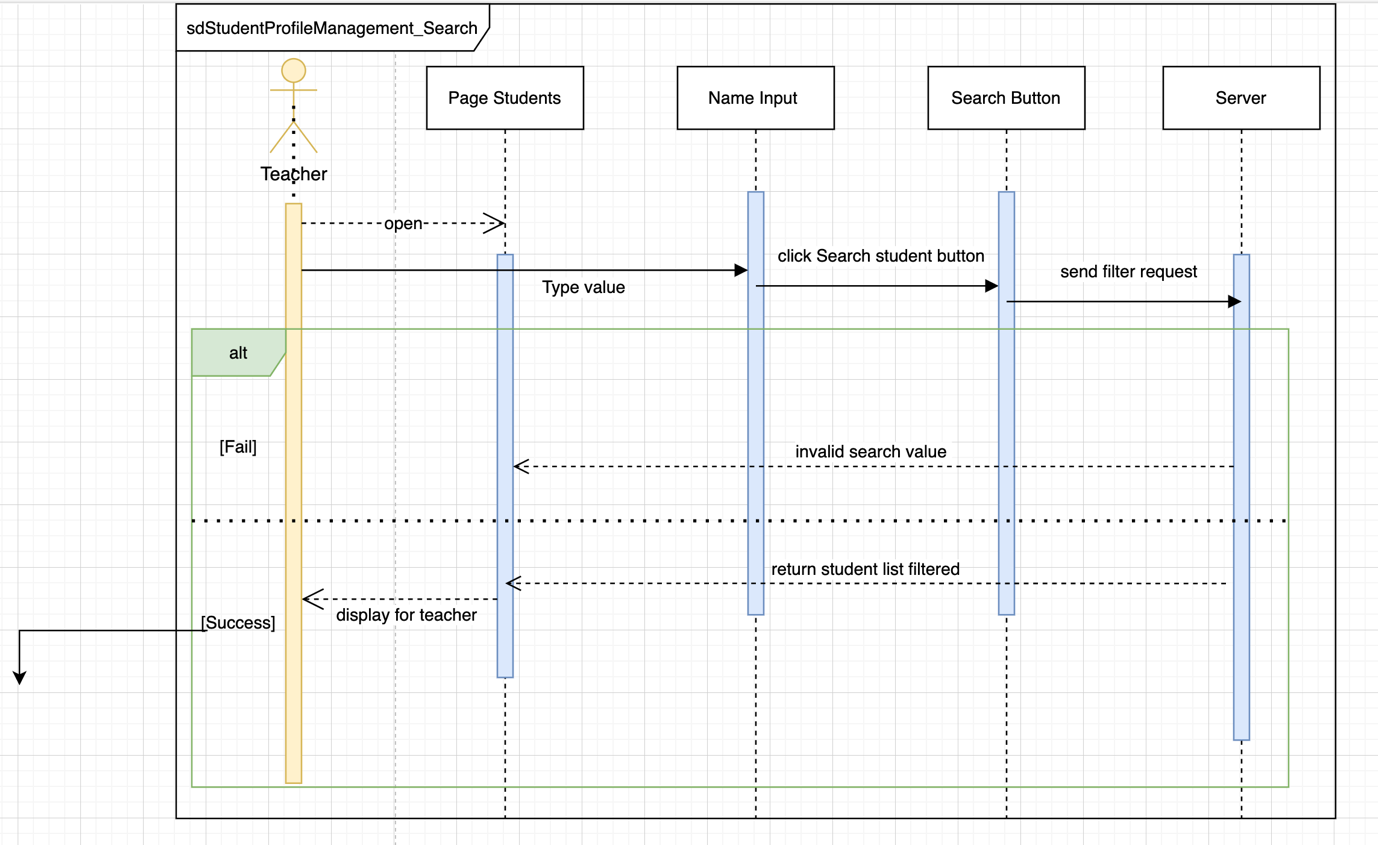 sdStudentProfileManagement_Search
Page Students
Name Input
Search Button
Server
Teacher
open
click Search student button
send filter request
Type value
alt
[Fail]
invalid search value
return student list filtered
display for teacher
[Success]